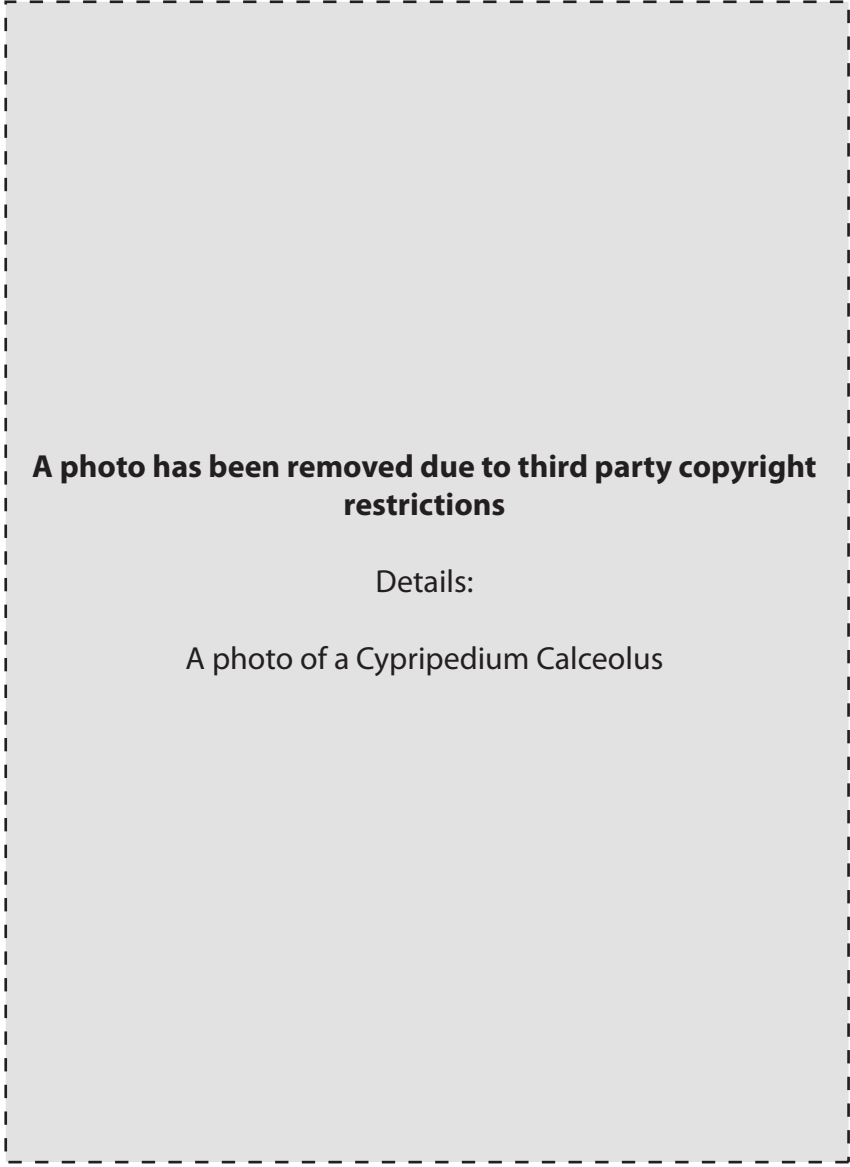 A photo has been removed due to third party copyright
restrictions
Details:
A photo of a Cypripedium Calceolus